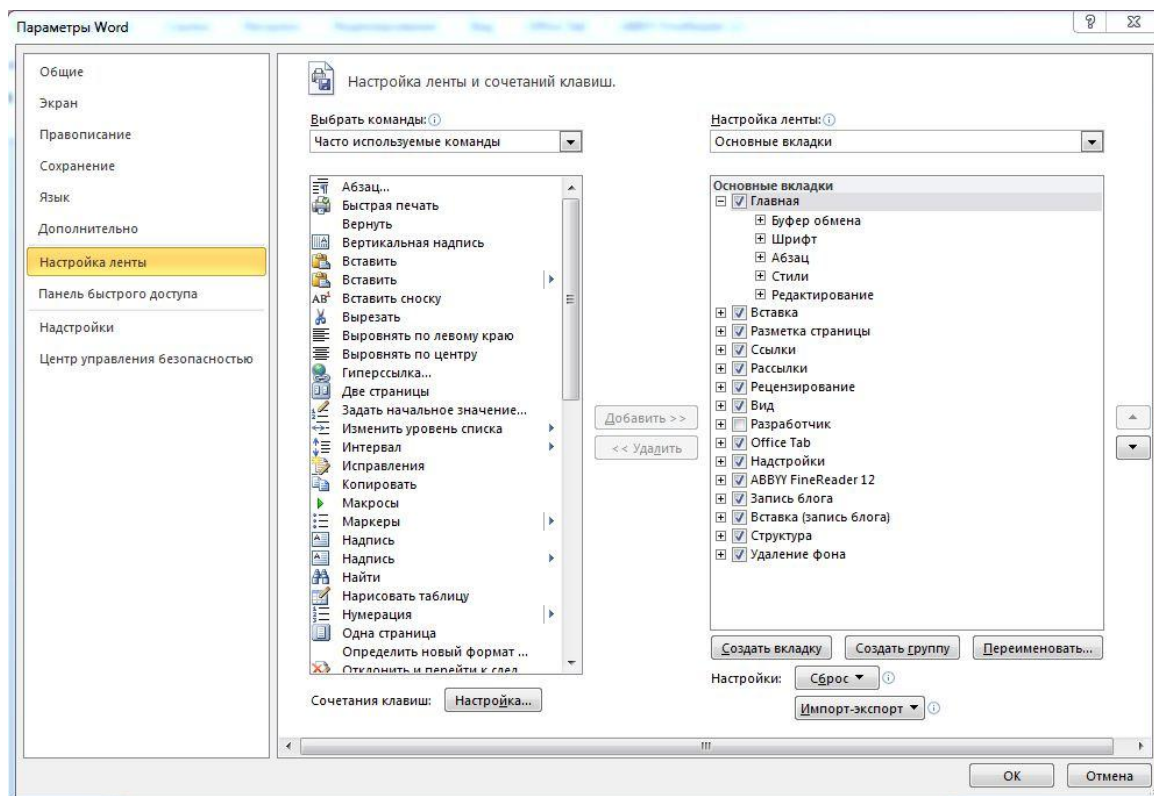 Параметры Word
Общие
Экран
Правописание
Сохранение
Язык
Дополнительно
Настройка ленты
Панель быстрого доступа
Надстройки
Центр управления безопасностью
Настройка ленты и сочетаний клавиш.
Выбрать команды:
Часто используемые команды
Абзац...
Быстрая печать
Вернуть
Вертикальная надпись
Вставить
Вставить
Вставить сноску
Вырезать
Выровнять по левому краю
Выровнять по центру
Гиперссылка...
Две страницы
Задать начальное значение...
Изменить уровень списка
Интервал
Исправления
Копировать
Макросы
Маркеры
Надпись
Надпись
Найти
Нарисовать таблицу
Нумерация
Одна страница
Определить новый формат ...
Отклонить и перейти к след
Сочетания клавиш: Настройка...
Добавить >>
<< Удалить
Настройка ленты:
Основные вкладки
Основные вкладки
Главная
Буфер обмена
Шрифт
Абзац
Стили
Редактирование
Вставка
Разметка страницы
Ссылки
Рассылки
Рецензирование
Вид
Разработчик
Office Tab
Надстройки
ABBYY FineReader 12
Запись блога
Вставка (запись блога)
Структура
Удаление фона
Создать вкладку Создать группу Переименовать...
Настройки: Сброс
Импорт-экспорт
ОК Отмена